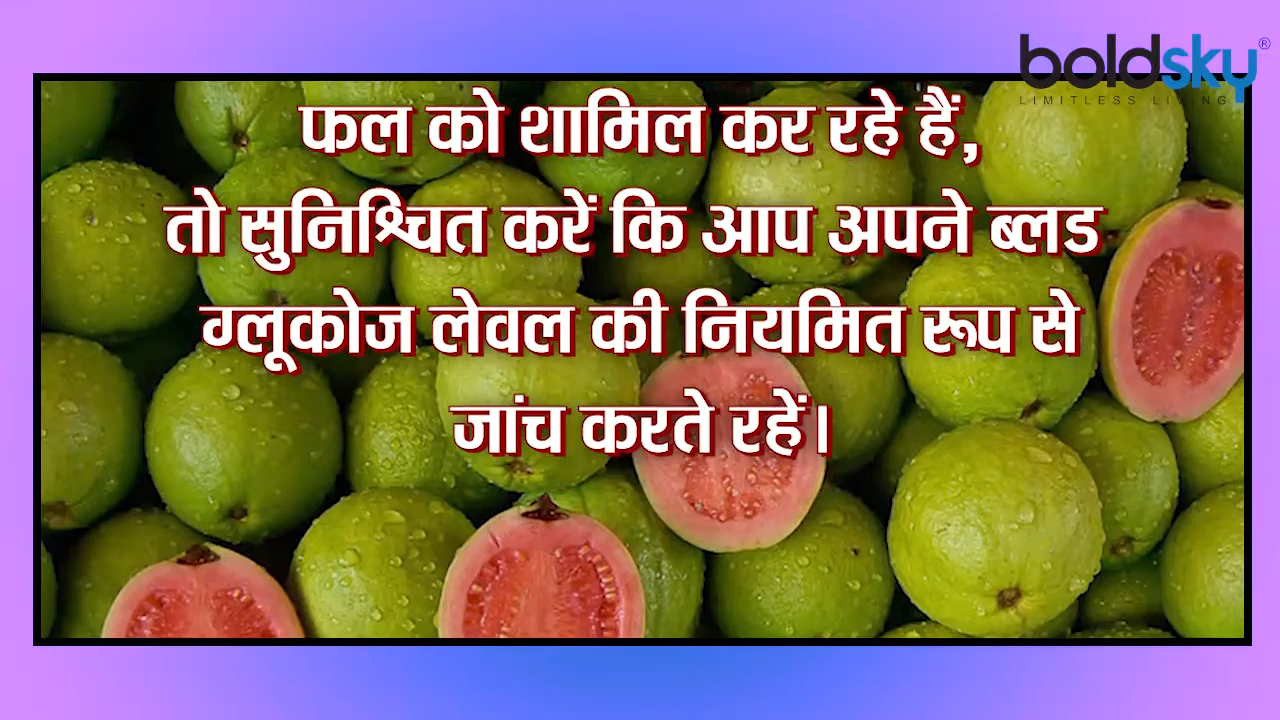 boldsky®
LIMITLESS LIVING
फल को शामिल कर रहे हैं,
तो सुनिश्चित करें कि आप अपने ब्लड
ग्लूकोज लेवल की नियमित रूप से
जांच करते रहें।